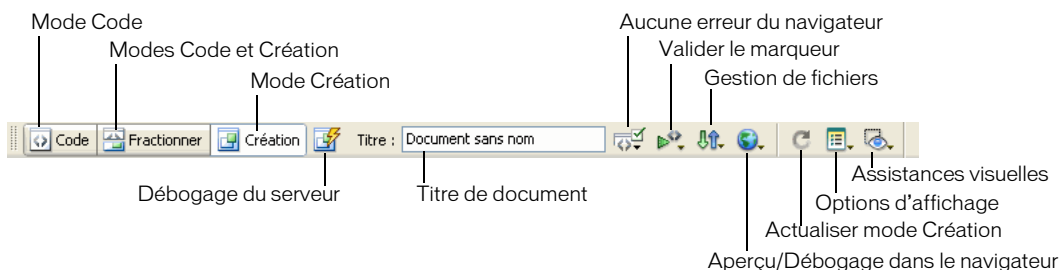 Mode Code
Aucune erreur du navigateur
Modes Code et Création
Valider le marqueur
Mode Création
Gestion de fichiers
Code Fractionner Création Titre : Document sans nom
Débogage du serveur
Titre de document
Assistances visuelles
Options d'affichage
Actualiser mode Création
Aperçu/Débogage dans le navigateur